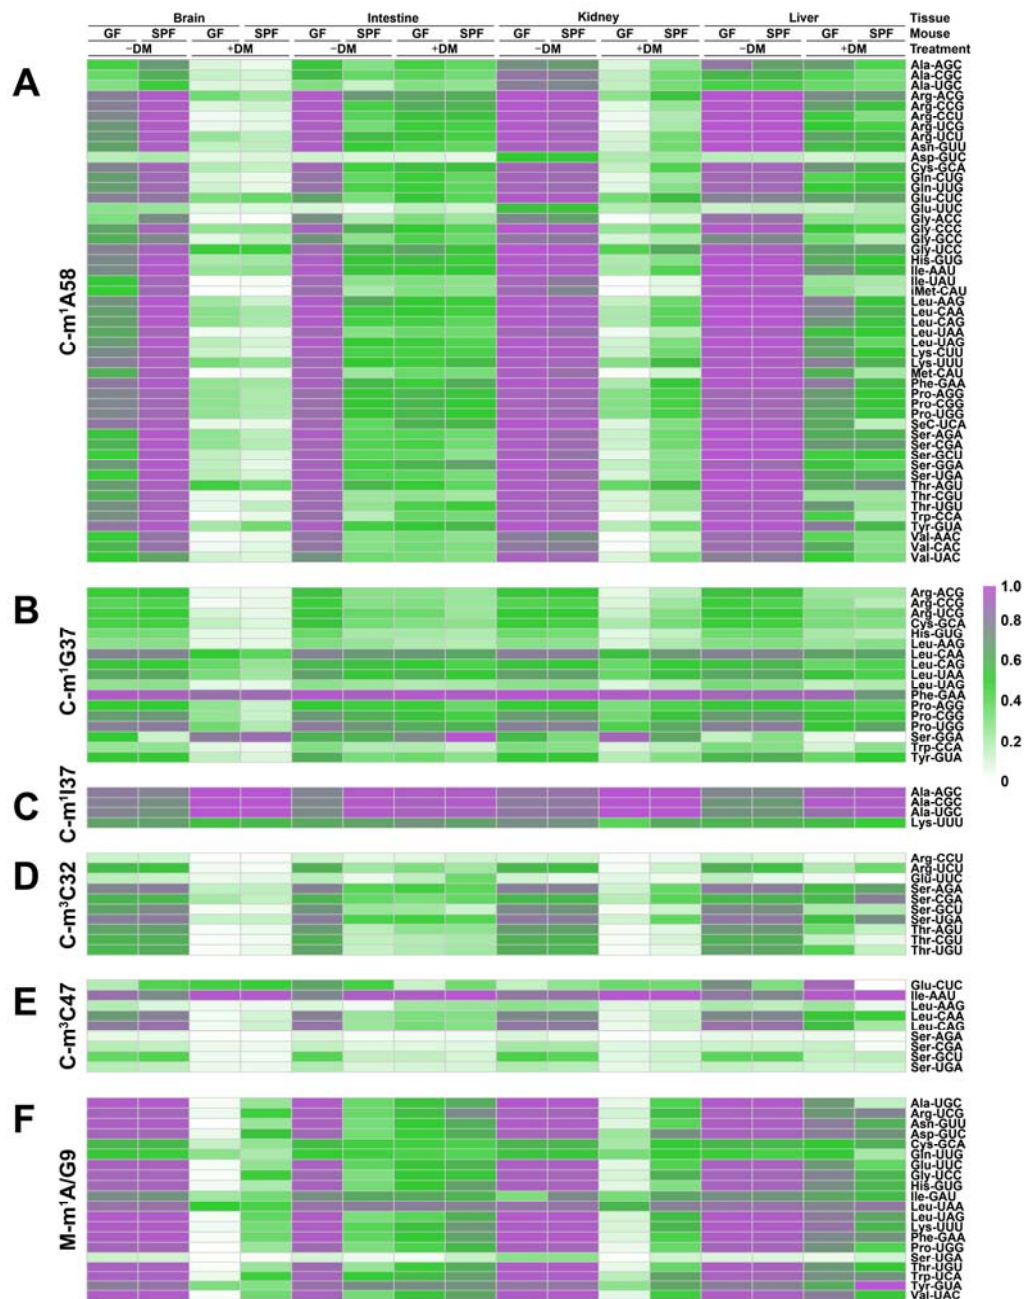 Brain Intestine Kidney Liver Tissue
GF SPF GF SPF GF SPF GF SPF GF SPF GF SPF GF SPF GF SPF Mouse
−DM +DM −DM +DM −DM +DM −DM +DM Treatment
A
C-m¹A58
Ala-AGC
Ala-CGC
Ala-UGC
Arg-ACG
Arg-CCG
Arg-CCU
Arg-UCG
Arg-UCU
Asn-GUU
Asp-GUC
Cys-GCA
Gln-CUG
Gln-UUG
Glu-CUC
Glu-UUC
Gly-ACC
Gly-CCC
Gly-GCC
Gly-UCC
His-GUG
Ile-AAU
Ile-UAU
iMet-CAU
Leu-AAG
Leu-CAA
Leu-CAG
Leu-UAA
Leu-UAG
Lys-CUU
Lys-UUU
Met-CAU
Phe-GAA
Pro-AGG
Pro-CGG
Pro-UGG
SeC-UCA
Ser-AGA
Ser-CGA
Ser-GCU
Ser-GGA
Ser-UGA
Thr-AGU
Thr-CGU
Thr-UGU
Trp-CCA
Tyr-GUA
Val-AAC
Val-CAC
Val-UAC
B
C-m¹G37
Arg-ACG
Arg-CCG
Arg-UCG
Cys-GCA
His-GUG
Leu-AAG
Leu-CAA
Leu-CAG
Leu-UAA
Leu-UAG
Phe-GAA
Pro-AGG
Pro-CGG
Pro-UGG
Ser-GGA
Trp-CCA
Tyr-GUA
1.0
0.8
0.6
0.4
0.2
0
C
C-m¹I37
Ala-AGC
Ala-CGC
Ala-UGC
Lys-UUU
D
C-m³C32
Arg-CCU
Arg-UCU
Glu-UUC
Ser-AGA
Ser-CGA
Ser-GCU
Ser-UGA
Thr-AGU
Thr-CGU
Thr-UGU
E
C-m³C47
Glu-CUC
Ile-AAU
Leu-AAG
Leu-CAA
Leu-CAG
Ser-AGA
Ser-CGA
Ser-GCU
Ser-UGA
F
M-m¹A/G9
Ala-UGC
Arg-UCG
Asn-GUU
Asp-GUC
Cys-GCA
Gln-UUG
Glu-UUC
Gly-UCC
His-GUG
Ile-GAU
Leu-UAA
Leu-UAG
Lys-UUU
Phe-GAA
Pro-UGG
Ser-UGA
Thr-UGU
Trp-UCA
Tyr-GUA
Val-UAC